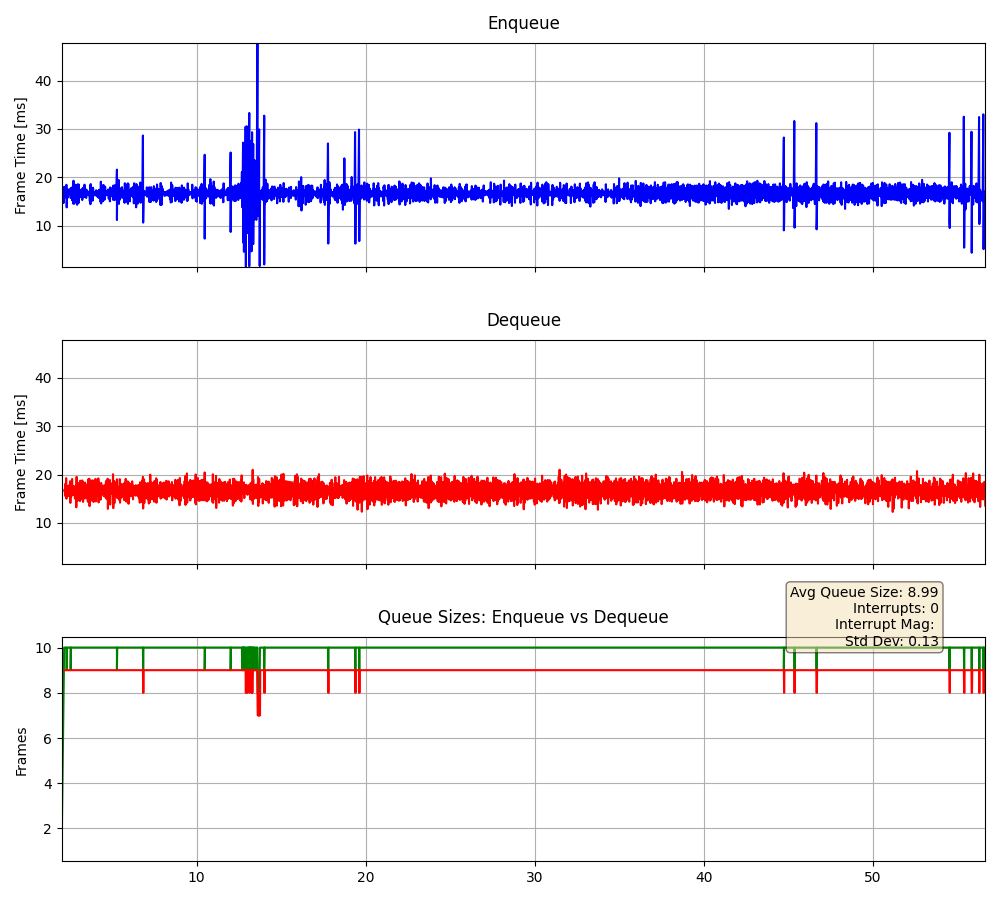 Enqueue
Frame Time [ms]
40
30
20
10
Dequeue
Frame Time [ms]
40
30
20
10
Avg Queue Size: 8.99
Interrupts: 0
Interrupt Mag:
Std Dev: 0.13
Queue Sizes: Enqueue vs Dequeue
Frames
10
8
6
4
2
10 20 30 40 50